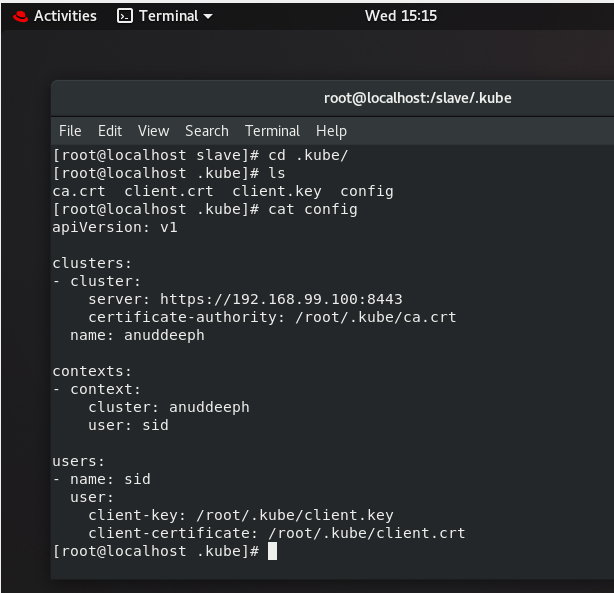 Activities
Terminal
Wed 15:15
root@localhost:/slave/.kube
File Edit View Search Terminal Help
[root@localhost slave]# cd .kube/
[root@localhost .kube]# ls
ca.crt  client.crt  client.key  config
[root@localhost .kube]# cat config
apiVersion: v1

clusters:
- cluster:
    server: https://192.168.99.100:8443
    certificate-authority: /root/.kube/ca.crt
  name: anuddeeph

contexts:
- context:
    cluster: anuddeeph
    user: sid

users:
- name: sid
  user:
    client-key: /root/.kube/client.key
    client-certificate: /root/.kube/client.crt
[root@localhost .kube]#